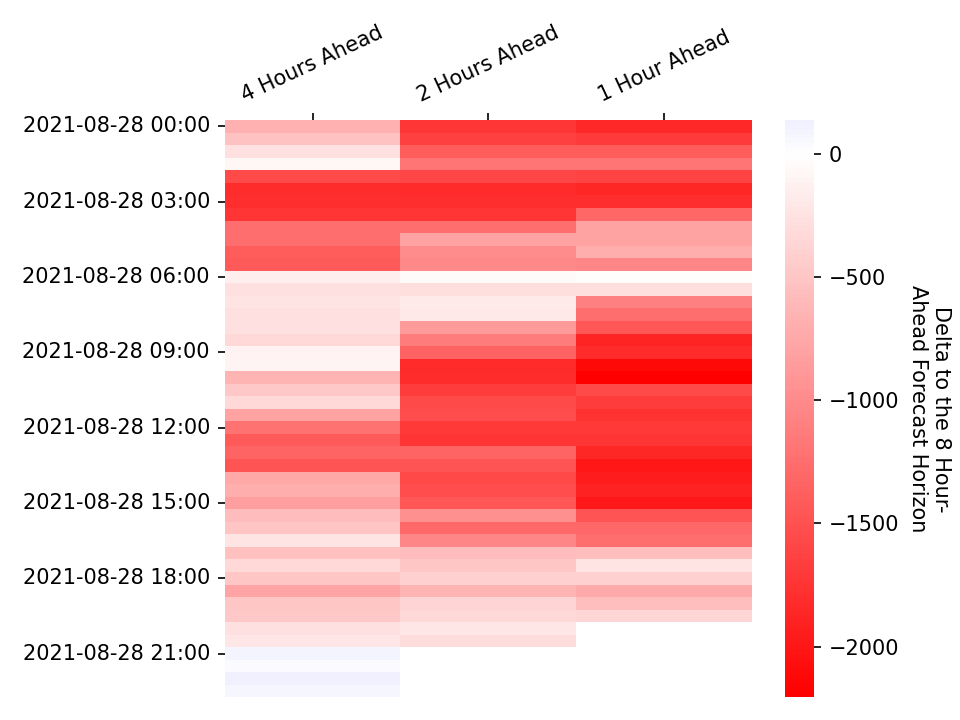 4 Hours Ahead
2 Hours Ahead
1 Hour Ahead
2021-08-28 00:00
2021-08-28 03:00
2021-08-28 06:00
2021-08-28 09:00
2021-08-28 12:00
2021-08-28 15:00
2021-08-28 18:00
2021-08-28 21:00
0
−500
−1000
−1500
−2000
Delta to the 8 Hour-
Ahead Forecast Horizon